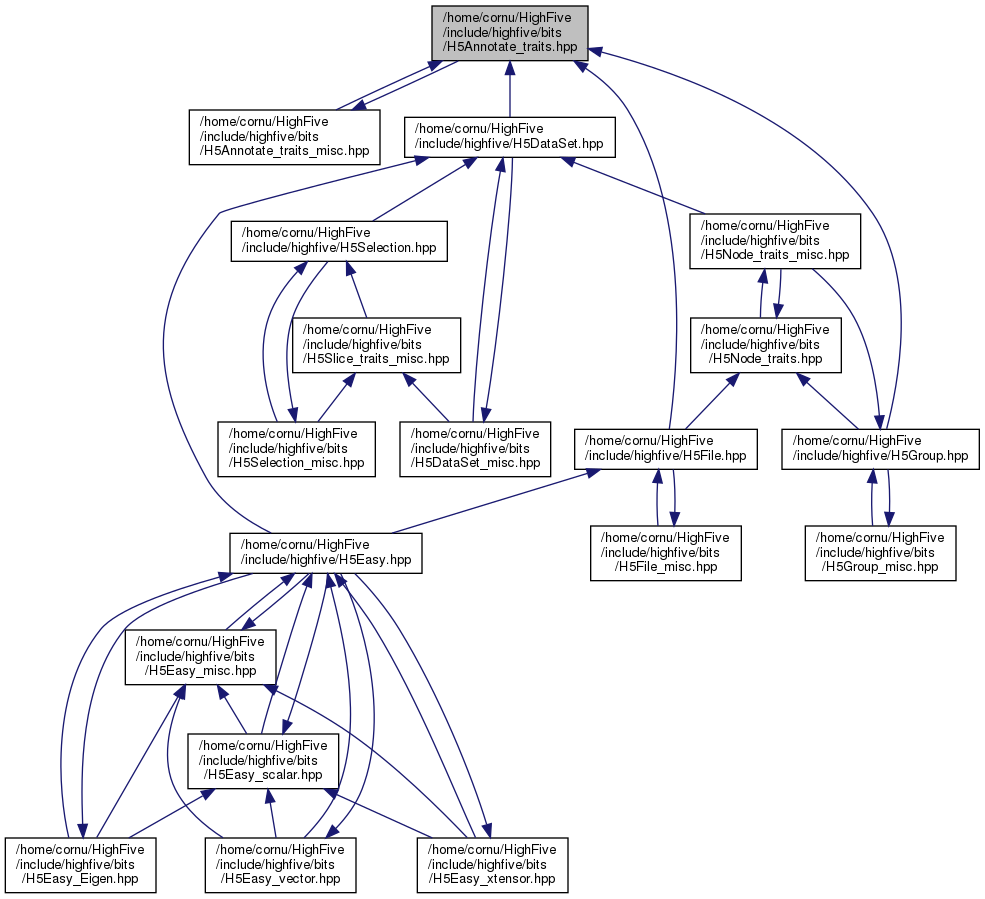 /home/cornu/HighFive
/include/highfive/bits
/H5Annotate_traits.hpp
/home/cornu/HighFive
/include/highfive/bits
/H5Annotate_traits_misc.hpp
/home/cornu/HighFive
/include/highfive/H5DataSet.hpp
/home/cornu/HighFive
/include/highfive/H5Selection.hpp
/home/cornu/HighFive
/include/highfive/bits
/H5Node_traits_misc.hpp
/home/cornu/HighFive
/include/highfive/bits
/H5Slice_traits_misc.hpp
/home/cornu/HighFive
/include/highfive/bits
/H5Node_traits.hpp
/home/cornu/HighFive
/include/highfive/bits
/H5Selection_misc.hpp
/home/cornu/HighFive
/include/highfive/bits
/H5DataSet_misc.hpp
/home/cornu/HighFive
/include/highfive/H5File.hpp
/home/cornu/HighFive
/include/highfive/H5Group.hpp
/home/cornu/HighFive
/include/highfive/H5Easy.hpp
/home/cornu/HighFive
/include/highfive/bits
/H5File_misc.hpp
/home/cornu/HighFive
/include/highfive/bits
/H5Group_misc.hpp
/home/cornu/HighFive
/include/highfive/bits
/H5Easy_misc.hpp
/home/cornu/HighFive
/include/highfive/bits
/H5Easy_scalar.hpp
/home/cornu/HighFive
/include/highfive/bits
/H5Easy_Eigen.hpp
/home/cornu/HighFive
/include/highfive/bits
/H5Easy_vector.hpp
/home/cornu/HighFive
/include/highfive/bits
/H5Easy_xtensor.hpp